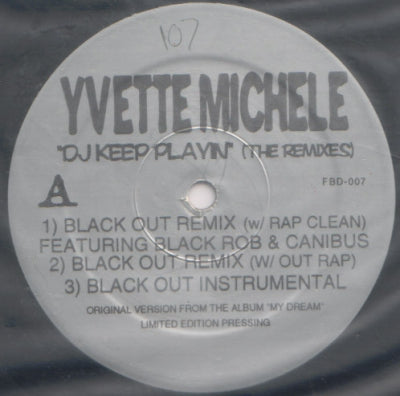 107
YVETTE MICHELE
"DJ KEEP PLAYIN" (THE REMIXES)
A
FBD-007
1) BLACK OUT REMIX (W/ RAP CLEAN)
FEATURING BLACK ROB & CANIBUS
2) BLACK OUT REMIX (W/ OUT RAP)
3) BLACK OUT INSTRUMENTAL
ORIGINAL VERSION FROM THE ALBUM "MY DREAM"
LIMITED EDITION PRESSING